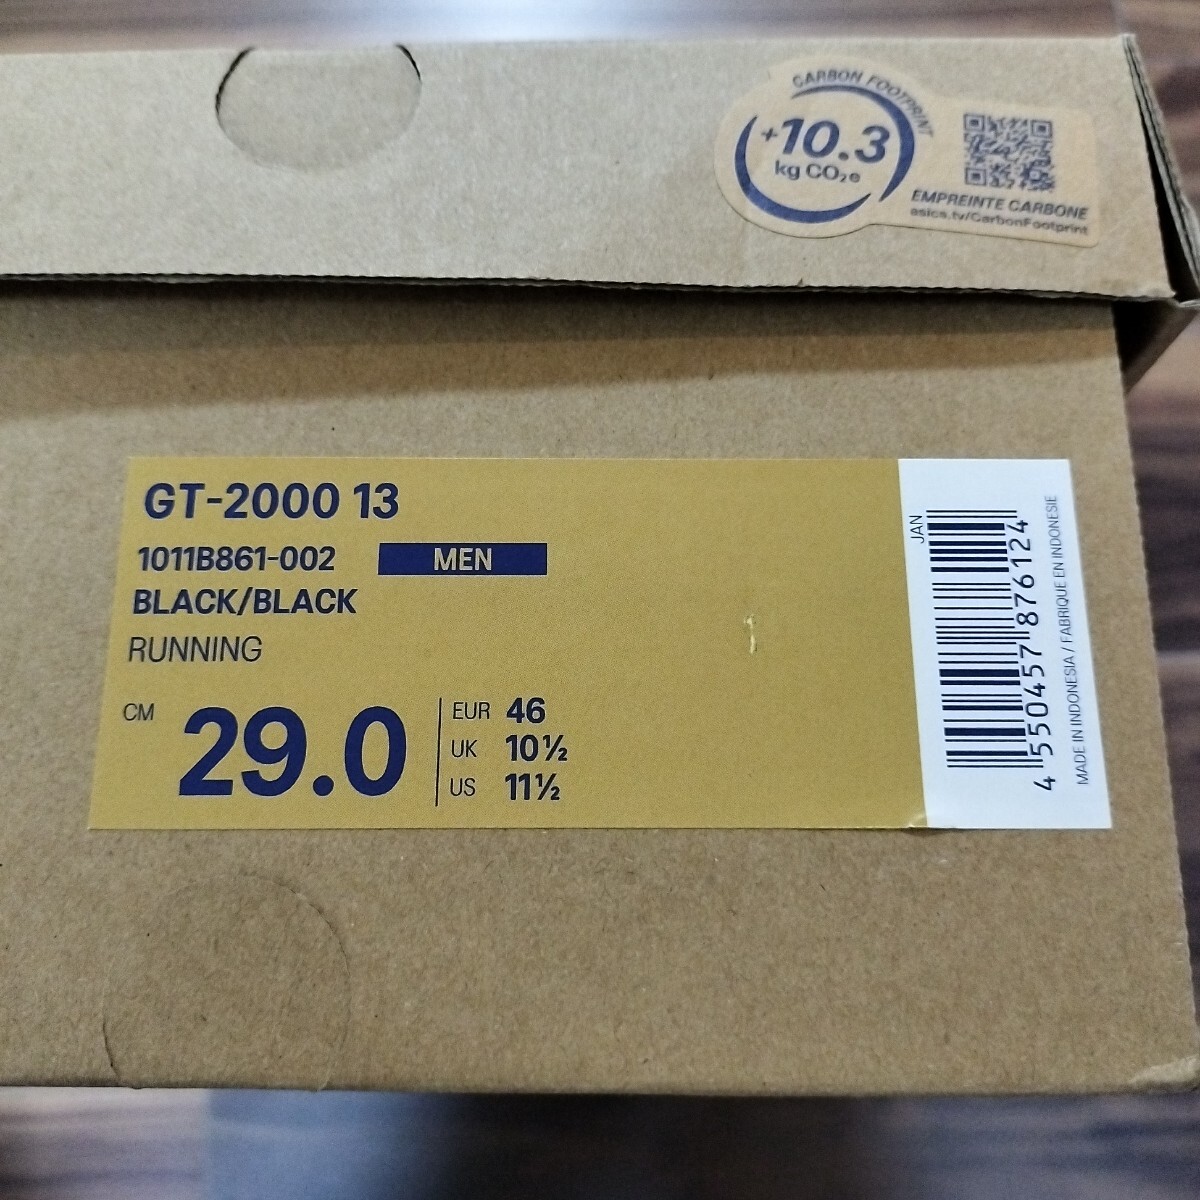 CARBON FOOTPRINT
+10.3
kg CO₂e
EMPREINTE CARBONE
asics.tv/CarbonFootprint
GT-2000 13
1011B861-002 MEN
BLACK/BLACK
RUNNING
CM 29.0
EUR 46
UK 10½
US 11½
JAN
4 550457 876124
MADE IN INDONESIA / FABRIQUE EN INDONESIE